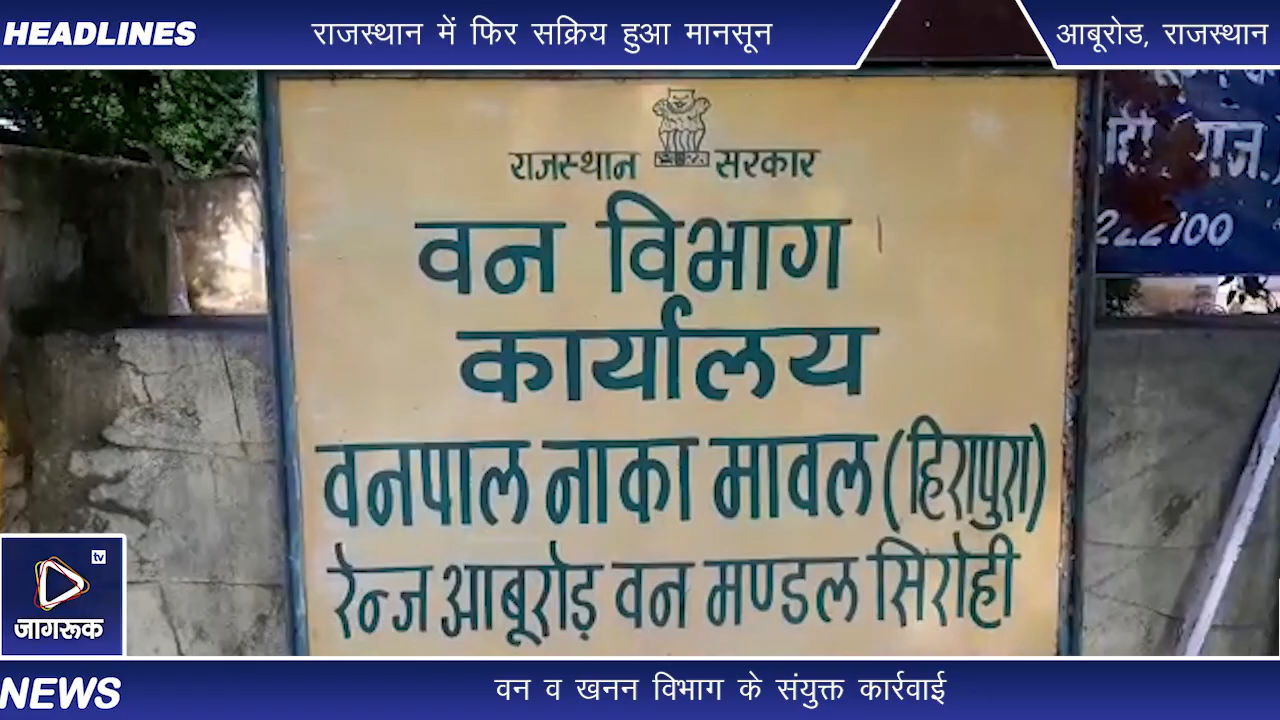 HEADLINES
राजस्थान में फिर सक्रिय हुआ मानसून
आबूरोड, राजस्थान
राजस्थान सरकार
वन विभाग
कार्यालय
वनपाल नाका मावल (हिरापुरा)
रेन्ज आबूरोड़ वन मण्डल सिरोही
राज.)
222100
tv
जागरूक
NEWS
वन व खनन विभाग के संयुक्त कार्रवाई